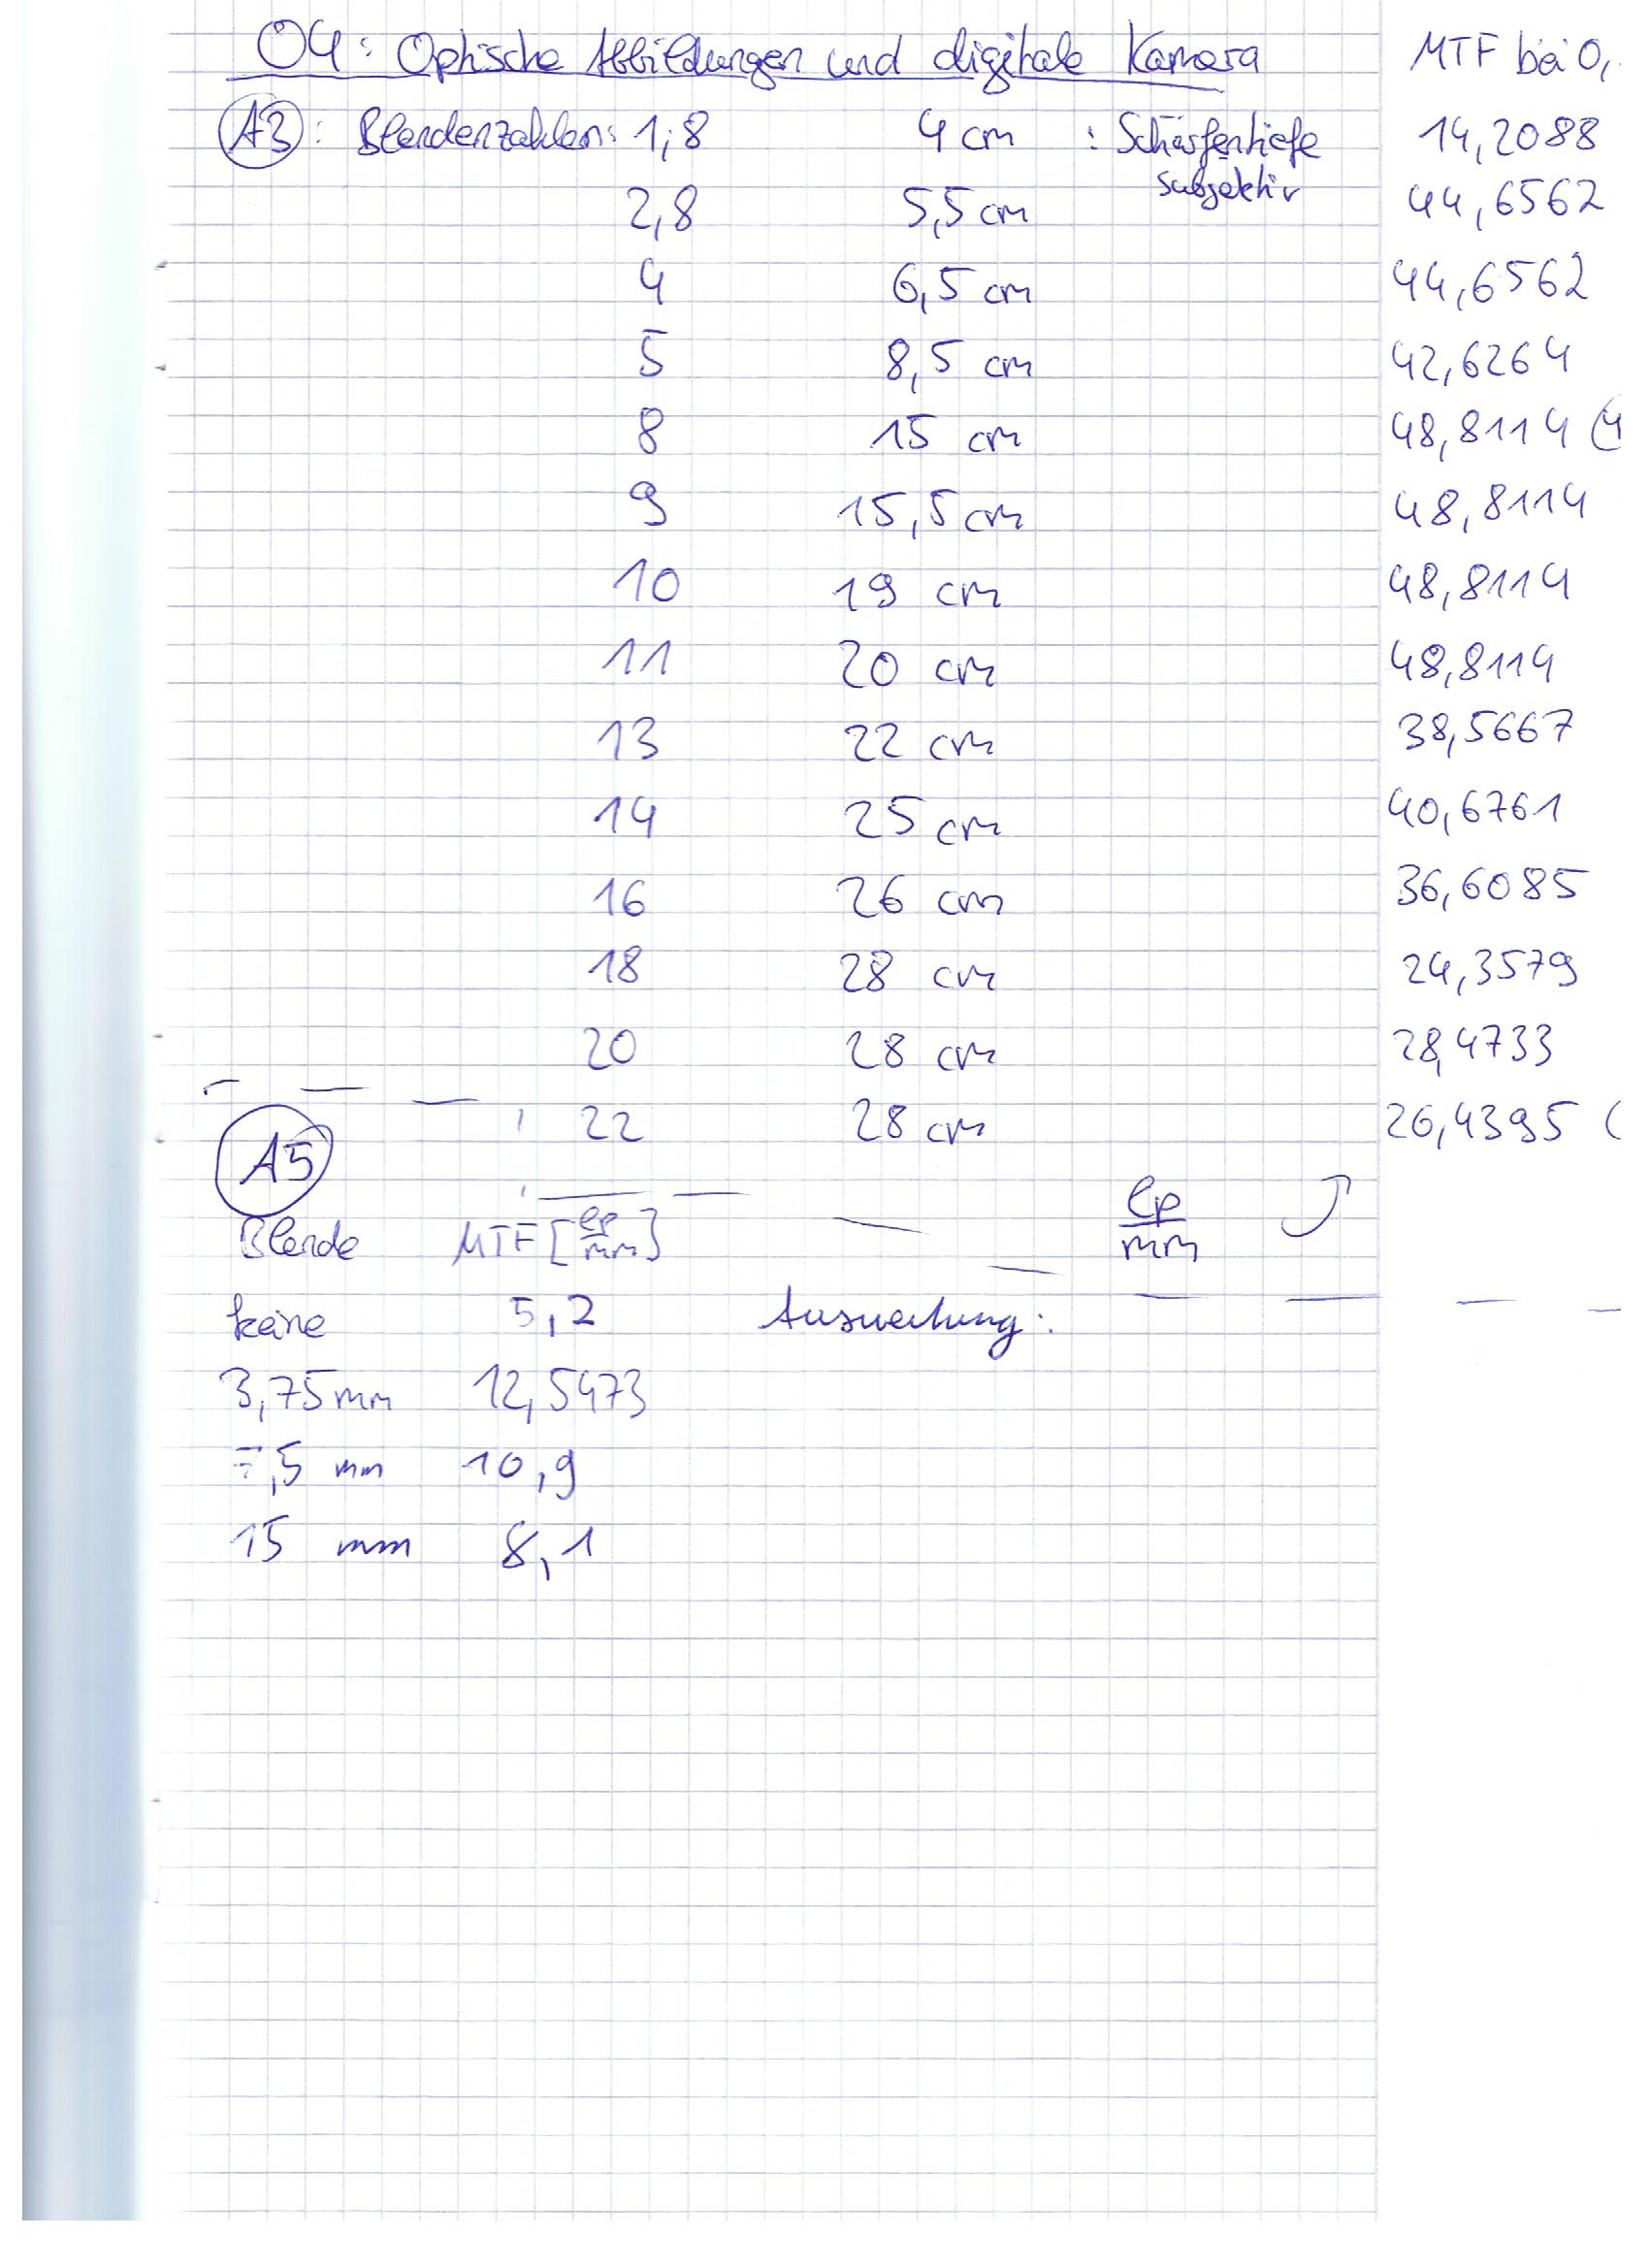 O4: Optische Abbildungen und digitale Kamera MTF bei 0,
A3: Blendenzahlen: 1,8 4 cm : Schärfentiefe subjektiv 14,2088
2,8 5,5 cm 44,6562
4 6,5 cm 44,6562
5 8,5 cm 42,6264
8 15 cm 48,8114 (4
9 15,5 cm 48,8114
10 19 cm 48,8114
11 20 cm 48,8114
13 22 cm 38,5667
14 25 cm 40,6761
16 26 cm 36,6085
18 28 cm 24,3579
20 28 cm 28,4733
22 28 cm 26,4395 (
A5
Blende MTF [lp/mm] lp/mm
keine 5,2 Auswertung:
3,75 mm 12,5473
7,5 mm 10,9
15 mm 8,1